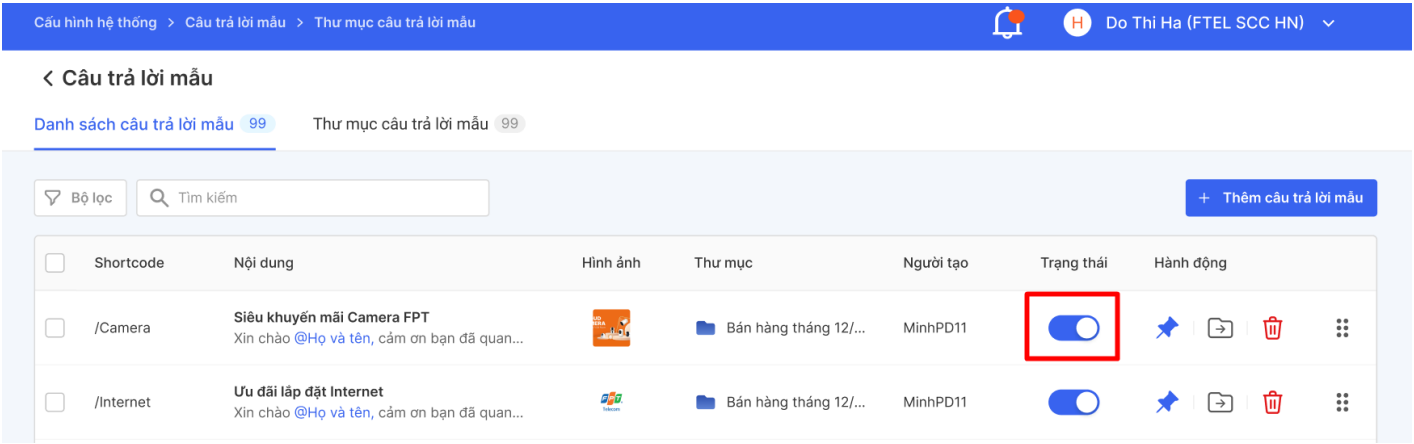 Cấu hình hệ thống > Câu trả lời mẫu > Thư mục câu trả lời mẫu
H Do Thi Ha (FTEL SCC HN)
Câu trả lời mẫu
Danh sách câu trả lời mẫu 99 Thư mục câu trả lời mẫu 99
Bộ lọc Tìm kiếm + Thêm câu trả lời mẫu
Shortcode Nội dung Hình ảnh Thư mục Người tạo Trạng thái Hành động
Siêu khuyến mãi Camera FPT
/Camera Bán hàng tháng 12/... MinhPD11
Xin chào @Họ và tên, cảm ơn bạn đã quan...
Ưu đãi lắp đặt Internet
/Internet FPT Telecom Bán hàng tháng 12/... MinhPD11
Xin chào @Họ và tên, cảm ơn bạn đã quan...